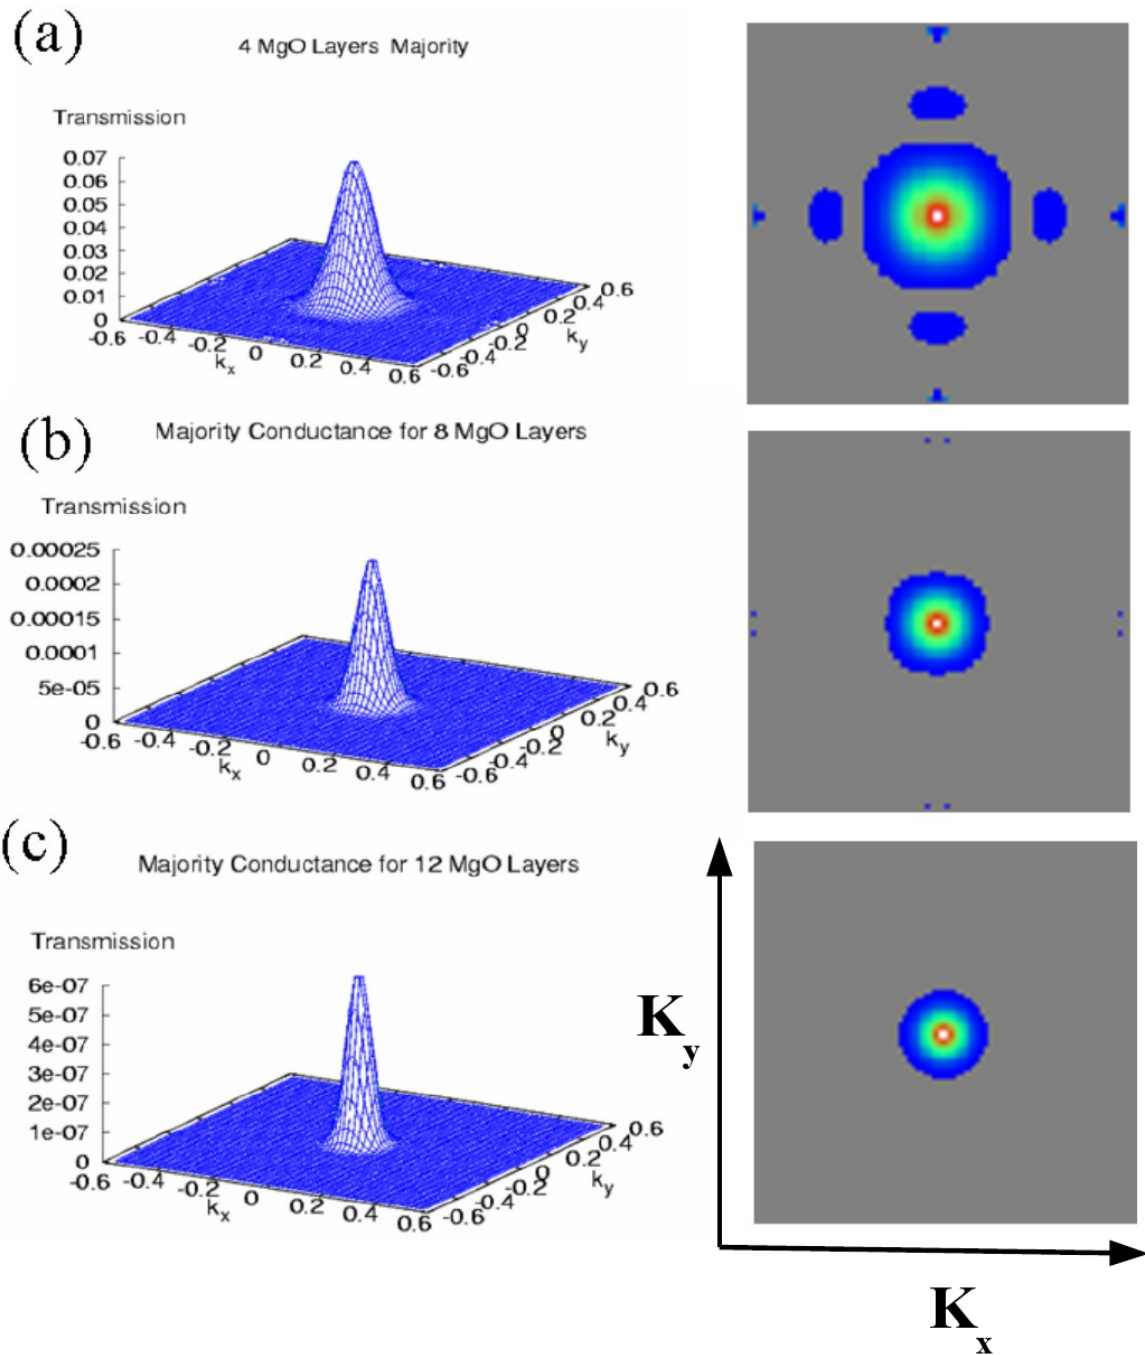 (a)
4 MgO Layers Majority
Transmission
0.07
0.06
0.05
0.04
0.03
0.02
0.01
0
-0.6 -0.4 -0.2 0 0.2 0.4 0.6
kx
-0.6 -0.4 -0.2 0 0.2 0.4 0.6
ky
(b)
Majority Conductance for 8 MgO Layers
Transmission
0.00025
0.0002
0.00015
0.0001
5e-05
0
-0.6 -0.4 -0.2 0 0.2 0.4 0.6
kx
-0.6 -0.4 -0.2 0 0.2 0.4 0.6
ky
(c)
Majority Conductance for 12 MgO Layers
Transmission
6e-07
5e-07
4e-07
3e-07
2e-07
1e-07
0
-0.6 -0.4 -0.2 0 0.2 0.4 0.6
kx
-0.6 -0.4 -0.2 0 0.2 0.4 0.6
ky
Ky
Kx